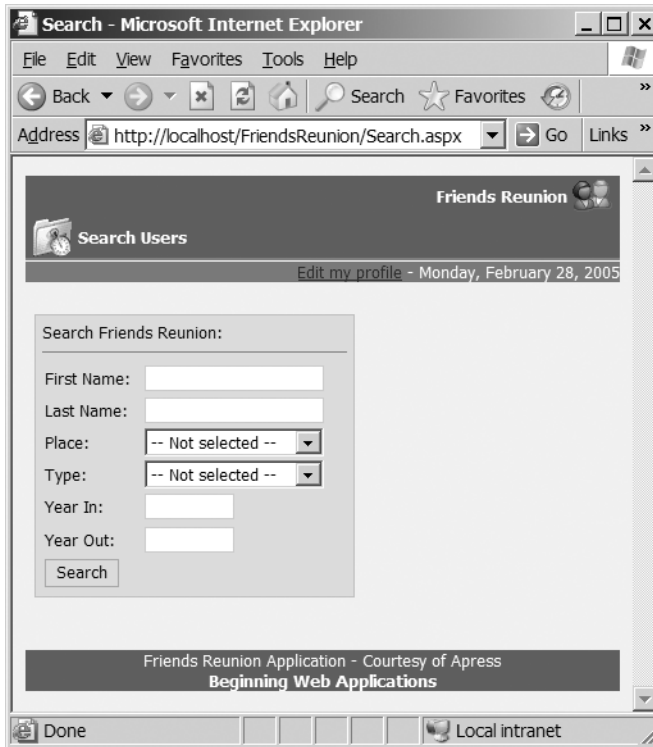 Search - Microsoft Internet Explorer
File Edit View Favorites Tools Help
Back Search Favorites »
Address http://localhost/FriendsReunion/Search.aspx Go Links »
Friends Reunion
Search Users
Edit my profile - Monday, February 28, 2005
Search Friends Reunion:
First Name:
Last Name:
Place: -- Not selected --
Type: -- Not selected --
Year In:
Year Out:
Search
Friends Reunion Application - Courtesy of Apress
Beginning Web Applications
Done Local intranet